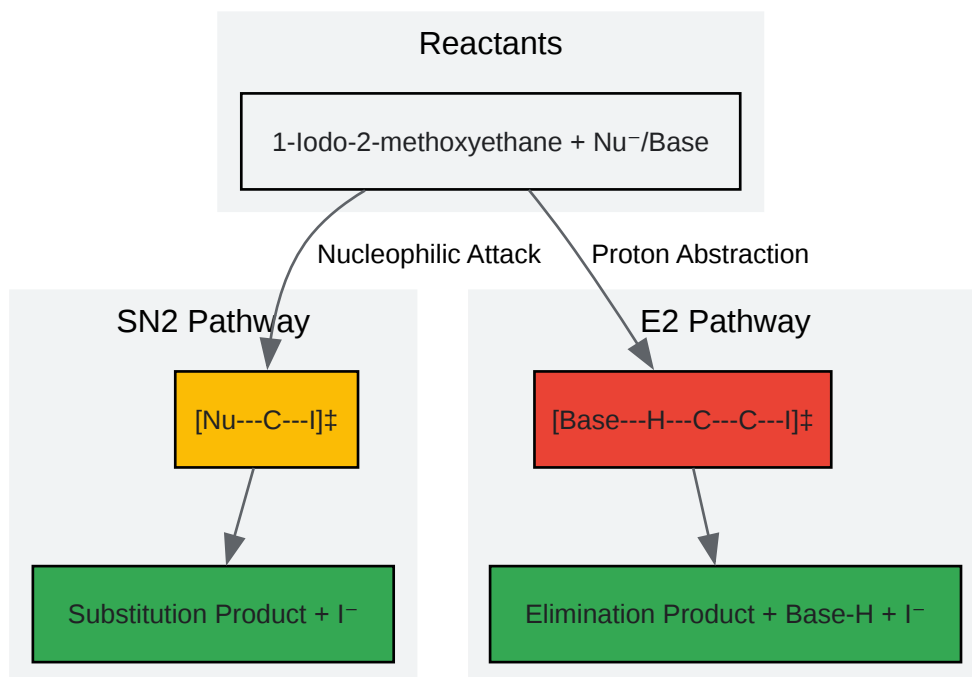 Reactants
1-Iodo-2-methoxyethane + Nu⁻/Base
Nucleophilic Attack
Proton Abstraction
SN2 Pathway
E2 Pathway
[Nu---C---I]‡
[Base---H---C---C---I]‡
Substitution Product + I⁻
Elimination Product + Base-H + I⁻